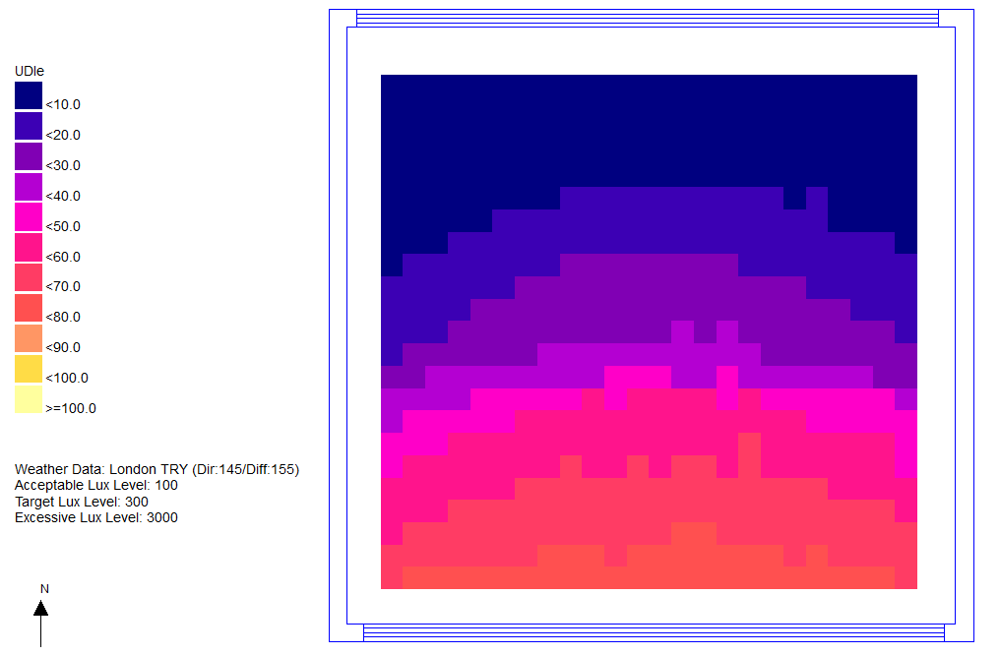 UDIe
<10.0
<20.0
<30.0
<40.0
<50.0
<60.0
<70.0
<80.0
<90.0
<100.0
>=100.0
Weather Data: London TRY (Dir:145/Diff:155)
Acceptable Lux Level: 100
Target Lux Level: 300
Excessive Lux Level: 3000
N